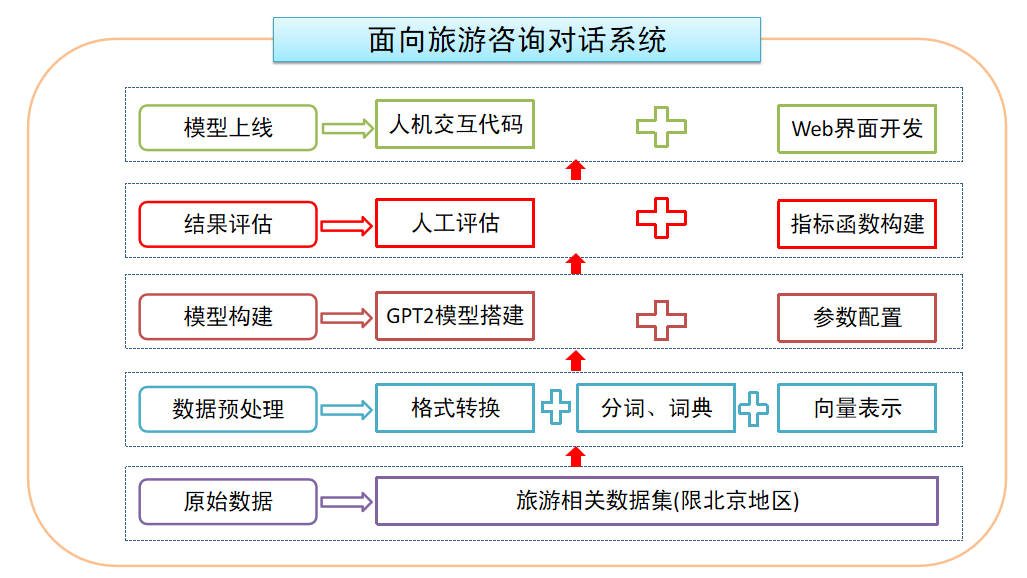 面向旅游咨询对话系统
模型上线
人机交互代码
Web界面开发
结果评估
人工评估
指标函数构建
模型构建
GPT2模型搭建
参数配置
数据预处理
格式转换
分词、词典
向量表示
原始数据
旅游相关数据集(限北京地区)